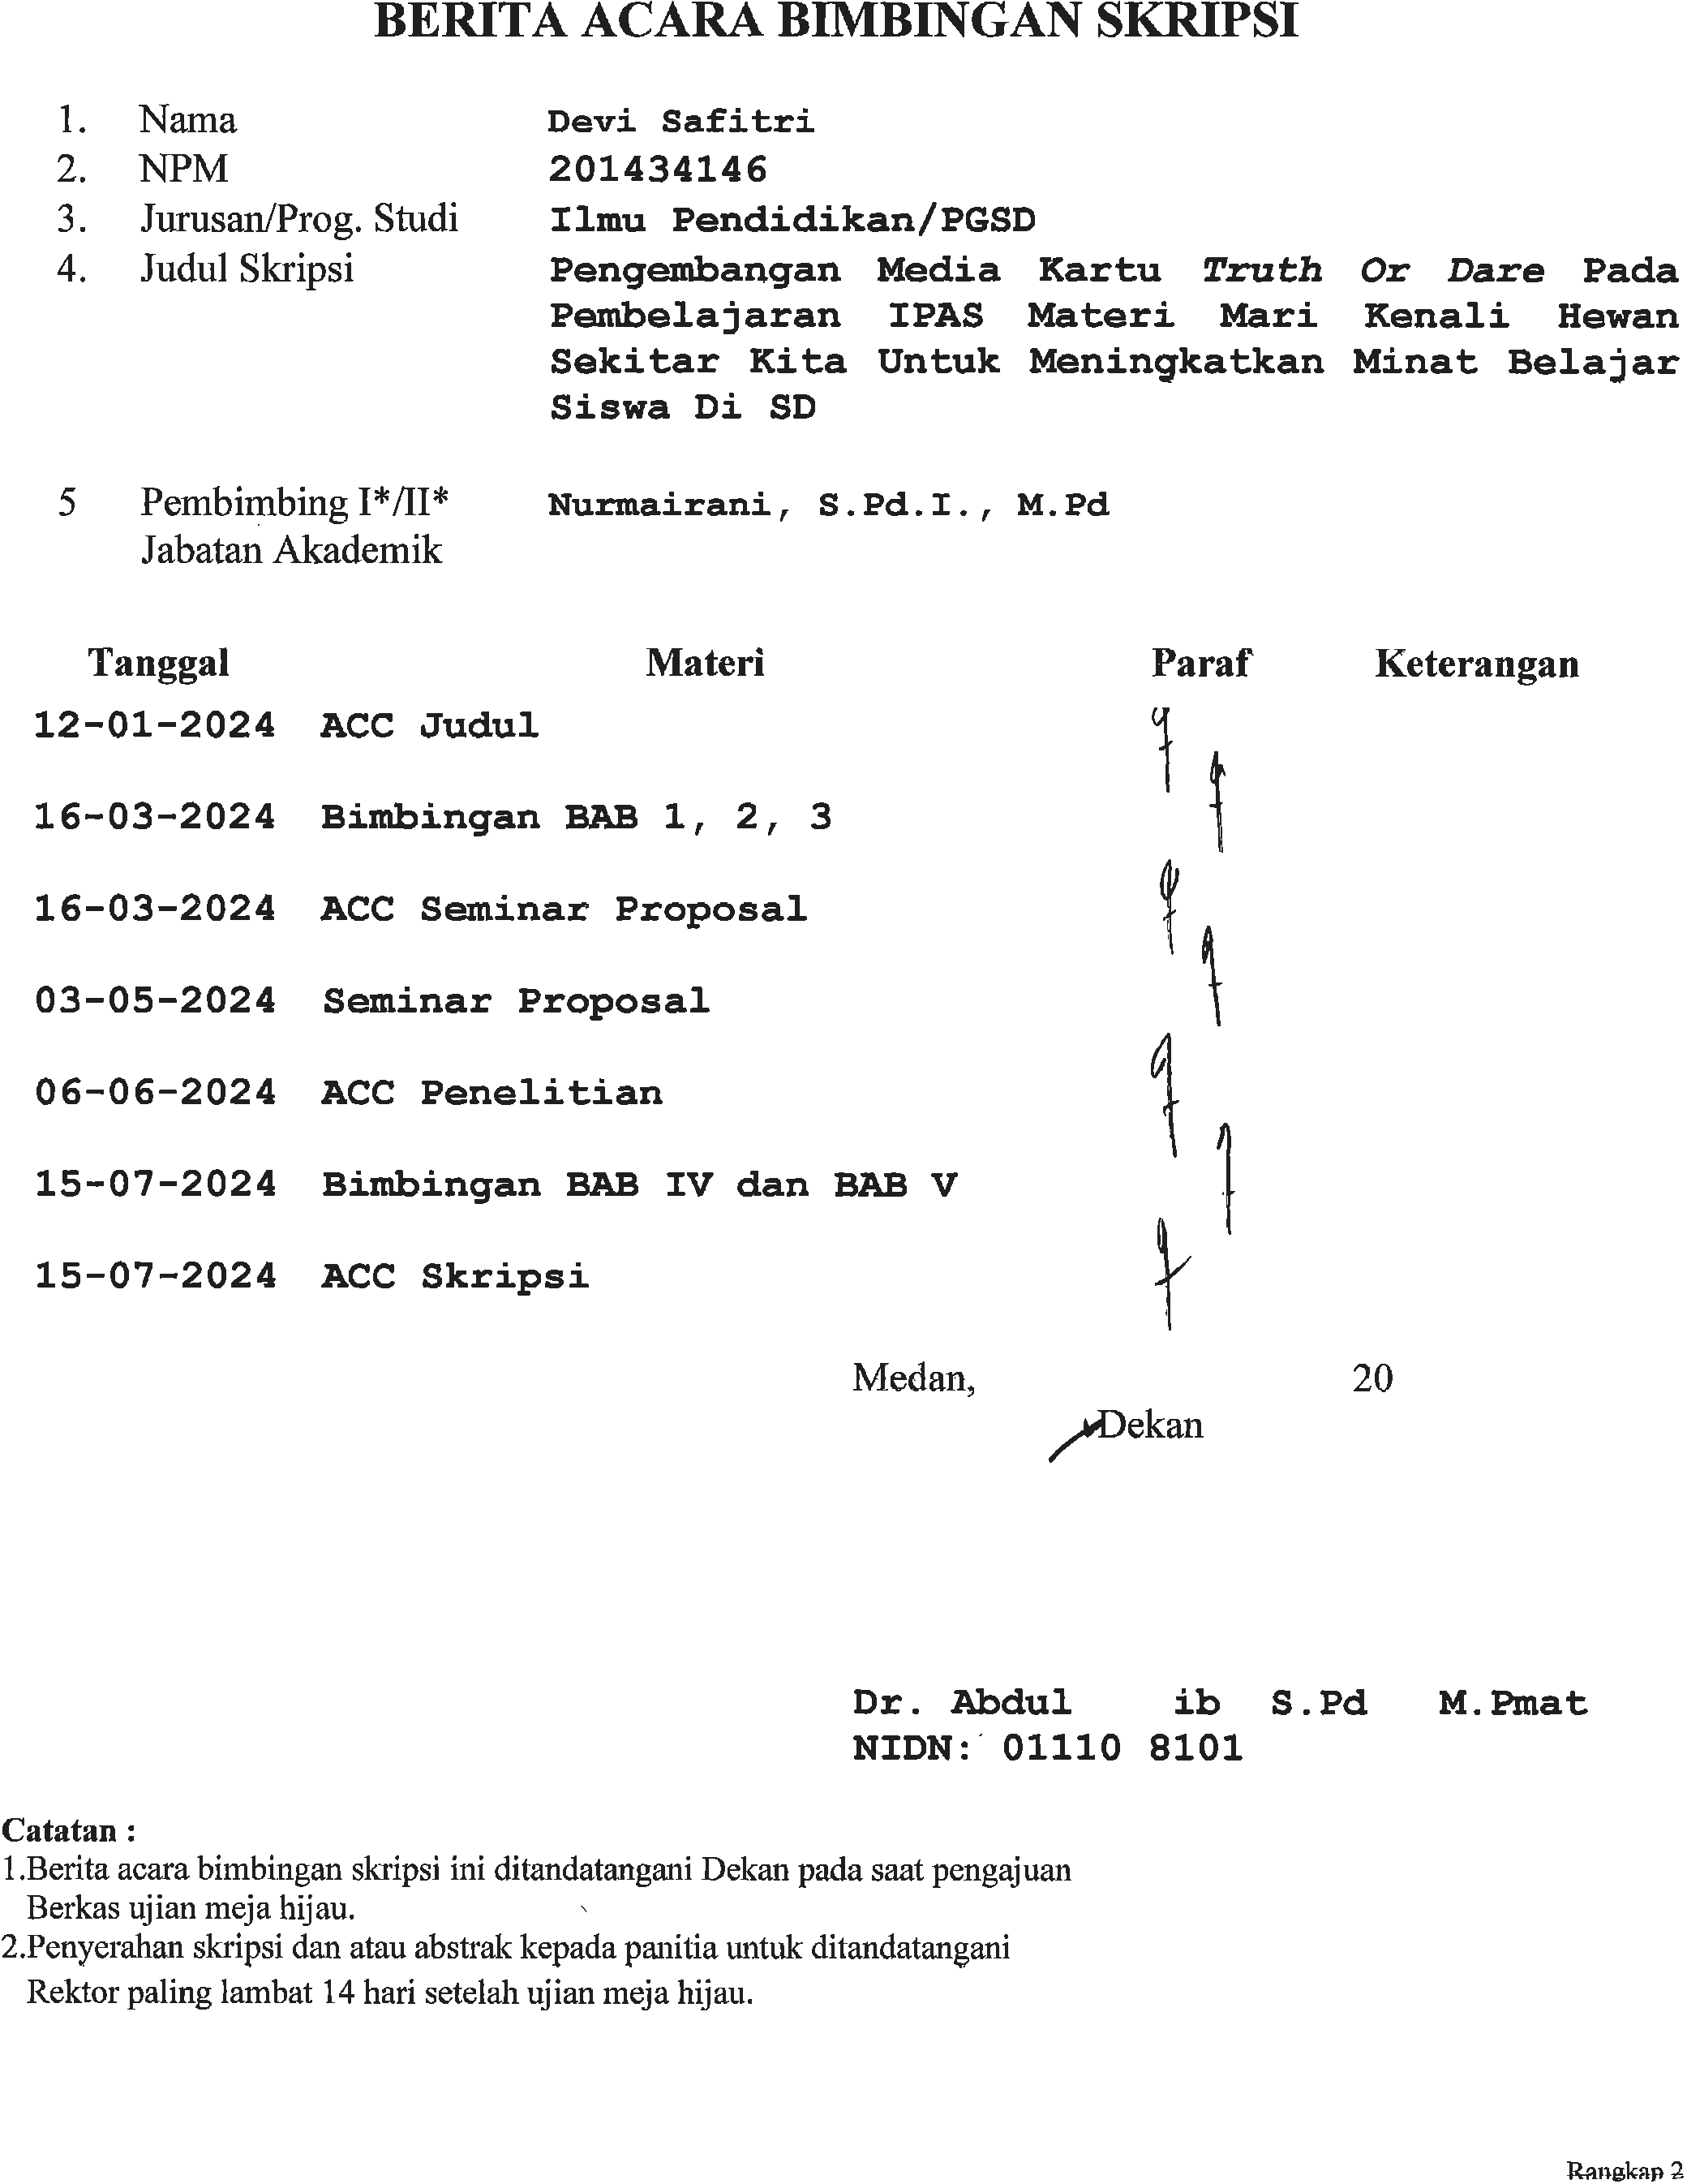 BERITA ACARA BIMBINGAN SKRIPSI
1. Nama Devi Safitri
2. NPM 201434146
3. Jurusan/Prog. Studi Ilmu Pendidikan/PGSD
4. Judul Skripsi Pengembangan Media Kartu Truth Or Dare Pada
Pembelajaran IPAS Materi Mari Kenali Hewan
Sekitar Kita Untuk Meningkatkan Minat Belajar
Siswa Di SD
5 Pembimbing I*/II* Nurmairani, S.Pd.I., M.Pd
Jabatan Akademik
Tanggal Materi Paraf Keterangan
12-01-2024 ACC Judul
16-03-2024 Bimbingan BAB 1, 2, 3
16-03-2024 ACC Seminar Proposal
03-05-2024 Seminar Proposal
06-06-2024 ACC Penelitian
15-07-2024 Bimbingan BAB IV dan BAB V
15-07-2024 ACC Skripsi
Medan, 20
Dekan
Dr. Abdul ib S.Pd M.Pmat
NIDN: 01110 8101
Catatan :
1.Berita acara bimbingan skripsi ini ditandatangani Dekan pada saat pengajuan
Berkas ujian meja hijau.
2.Penyerahan skripsi dan atau abstrak kepada panitia untuk ditandatangani
Rektor paling lambat 14 hari setelah ujian meja hijau.
Rangkap 2